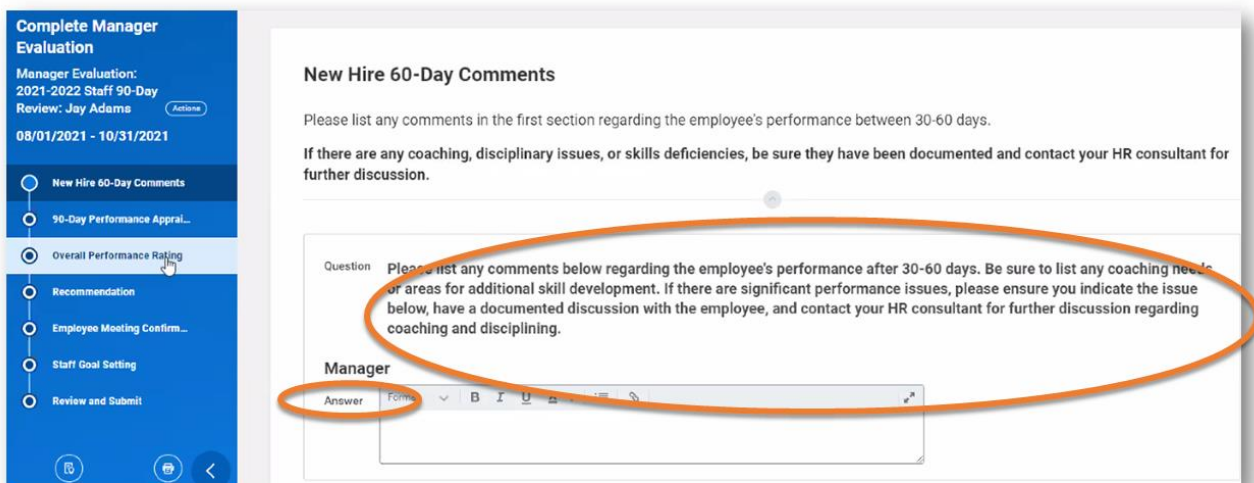 Complete Manager
Evaluation
Manager Evaluation:
2021-2022 Staff 90-Day
Review: Jay Adams
Actions
08/01/2021 - 10/31/2021
New Hire 60-Day Comments
90-Day Performance Apprai...
Overall Performance Rating
Recommendation
Employee Meeting Confirm...
Staff Goal Setting
Review and Submit
New Hire 60-Day Comments
Please list any comments in the first section regarding the employee's performance between 30-60 days.
If there are any coaching, disciplinary issues, or skills deficiencies, be sure they have been documented and contact your HR consultant for
further discussion.
Question
Please list any comments below regarding the employee's performance after 30-60 days. Be sure to list any coaching needs
or areas for additional skill development. If there are significant performance issues, please ensure you indicate the issue
below, have a documented discussion with the employee, and contact your HR consultant for further discussion regarding
coaching and disciplining.
Manager
Answer
B I U